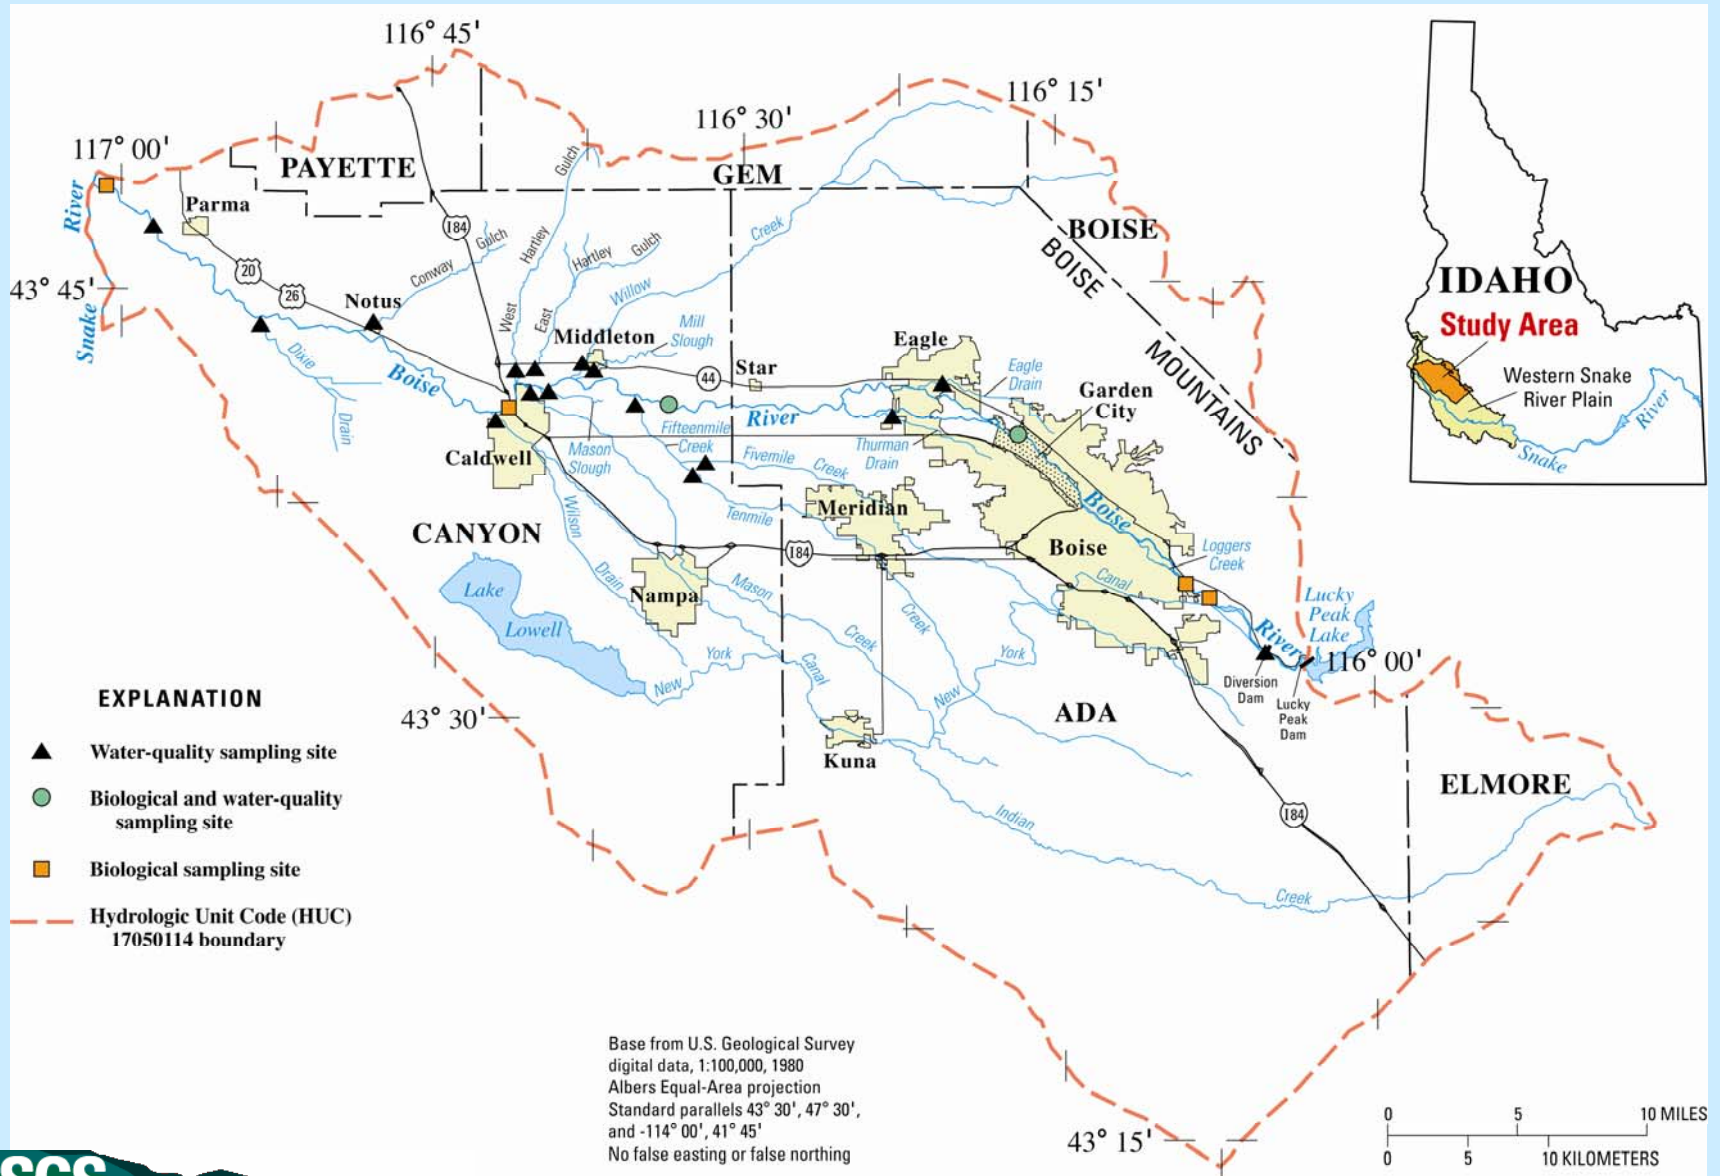 116° 45'
116° 15'
116° 30'
117° 00'
PAYETTE
GEM
Parma
River
Snake
43° 45'
I84
20
26
Notus
Conway
Gulch
West
Hartley
Gulch
East
Hartley
Gulch
Willow
Creek
BOISE
BOISE
MOUNTAINS
Middleton
Mill
Slough
Star
44
Eagle
Eagle
Drain
Garden
City
Dixie
Drain
Boise
River
Fifteenmile
Creek
Thurman
Drain
Mason
Slough
Fivemile
Creek
Caldwell
Tenmile
Meridian
Boise
Wilson
Drain
CANYON
I84
Boise
Loggers
Creek
Canal
Lake
Lowell
Nampa
Mason
Creek
Creek
York
New
Canal
York
New
River
Lucky
Peak
Lake
116° 00'
Diversion
Dam
Lucky
Peak
Dam
43° 30'
Kuna
ADA
ELMORE
I84
Indian
Creek
43° 15'
IDAHO
Study Area
Western Snake
River Plain
River
Snake
EXPLANATION
Water-quality sampling site
Biological and water-quality
sampling site
Biological sampling site
Hydrologic Unit Code (HUC)
17050114 boundary
Base from U.S. Geological Survey
digital data, 1:100,000, 1980
Albers Equal-Area projection
Standard parallels 43° 30', 47° 30',
and -114° 00', 41° 45'
No false easting or false northing
0 5 10 MILES
0 5 10 KILOMETERS